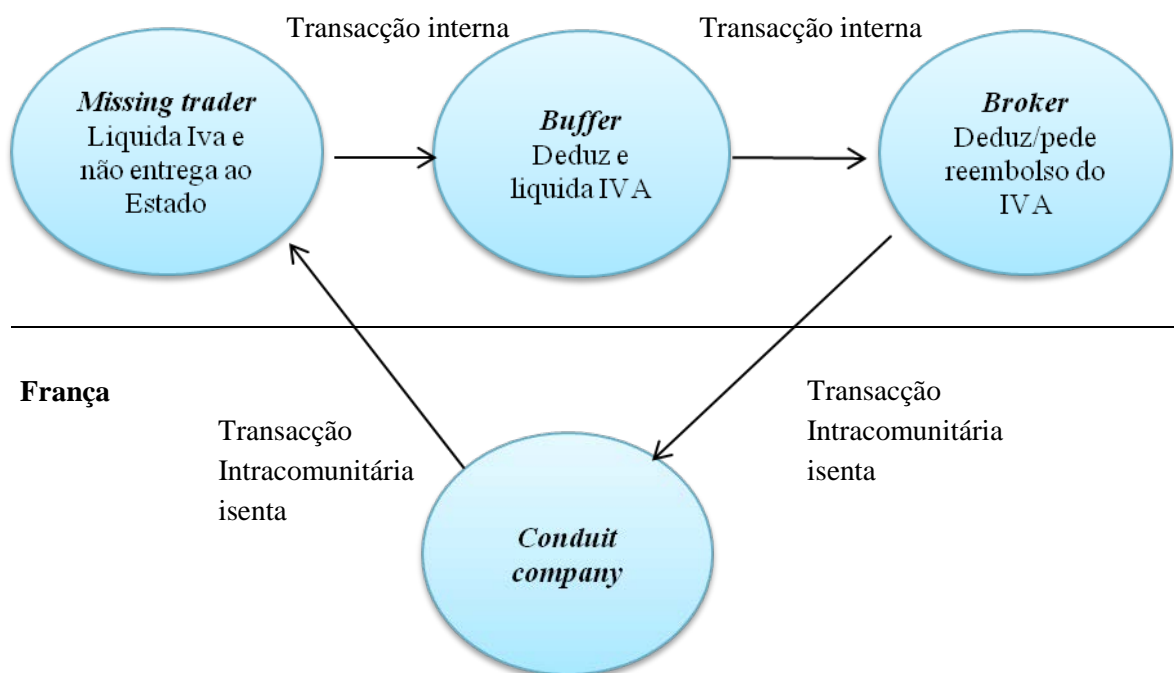 Transacção interna
Transacção interna
Missing trader
Liquida Iva e
não entrega ao
Estado
Buffer
Deduz e
liquida IVA
Broker
Deduz/pede
reembolso do
IVA
França
Transacção
Intracomunitária
isenta
Transacção
Intracomunitária
isenta
Conduit
company